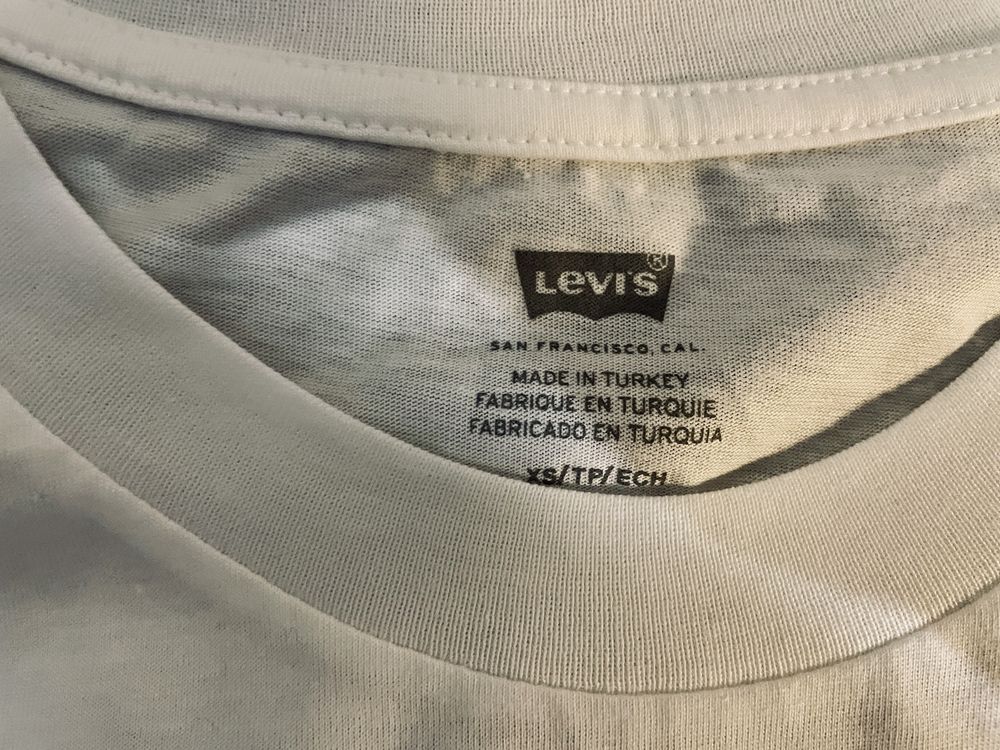 Levi's®
SAN FRANCISCO, CAL.
MADE IN TURKEY
FABRIQUE EN TURQUIE
FABRICADO EN TURQUIA
XS/TP/ECH